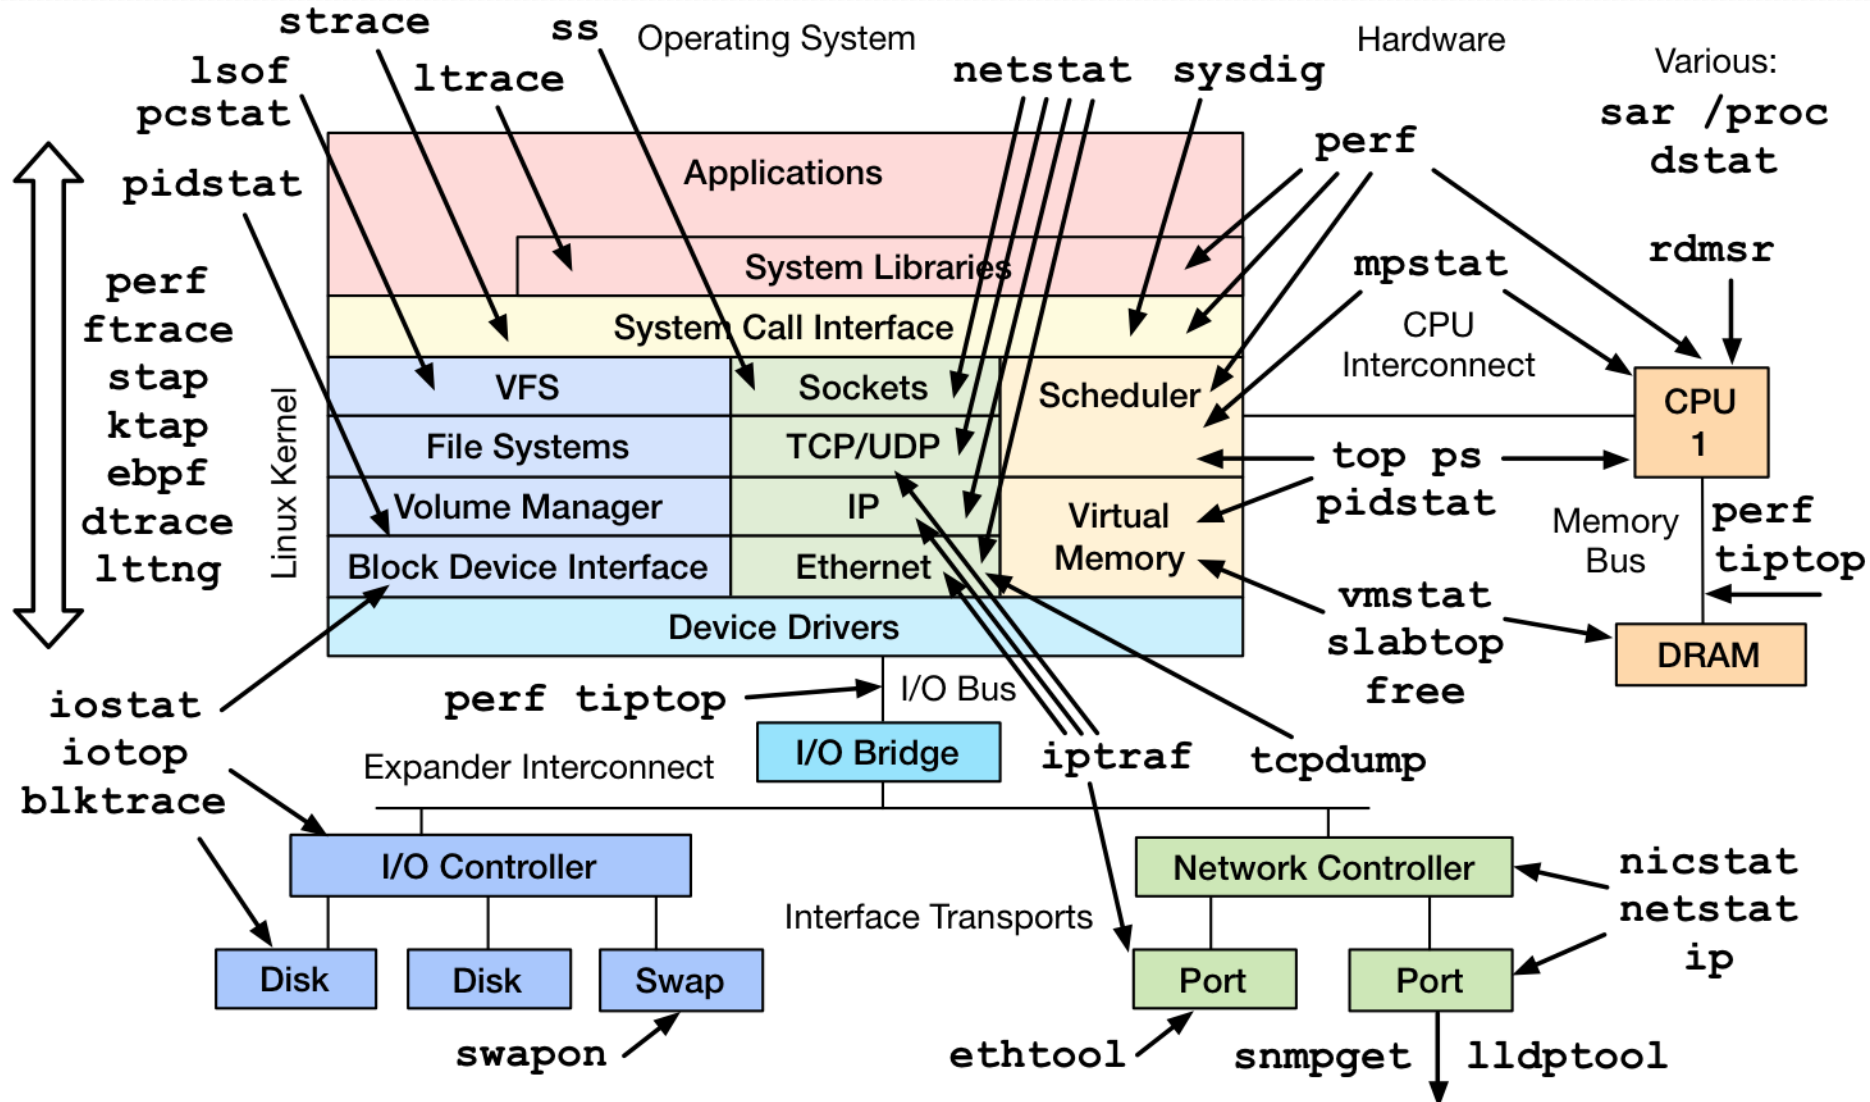 strace
ss
Operating System
Hardware
lsof
pcstat
ltrace
netstat
sysdig
Various:
sar /proc
dstat
perf
pidstat
Applications
System Libraries
mpstat
rdmsr
perf
ftrace
stap
ktap
ebpf
dtrace
lttng
Linux Kernel
System Call Interface
CPU
Interconnect
VFS
Sockets
Scheduler
CPU
1
File Systems
TCP/UDP
top ps
pidstat
Volume Manager
IP
Virtual
Memory
Memory
Bus
perf
tiptop
Block Device Interface
Ethernet
vmstat
slabtop
free
Device Drivers
DRAM
iostat
iotop
blktrace
perf tiptop
I/O Bus
I/O Bridge
iptraf
tcpdump
Expander Interconnect
I/O Controller
Network Controller
nicstat
netstat
ip
Interface Transports
Disk
Disk
Swap
Port
Port
swapon
ethtool
snmpget
lldptool